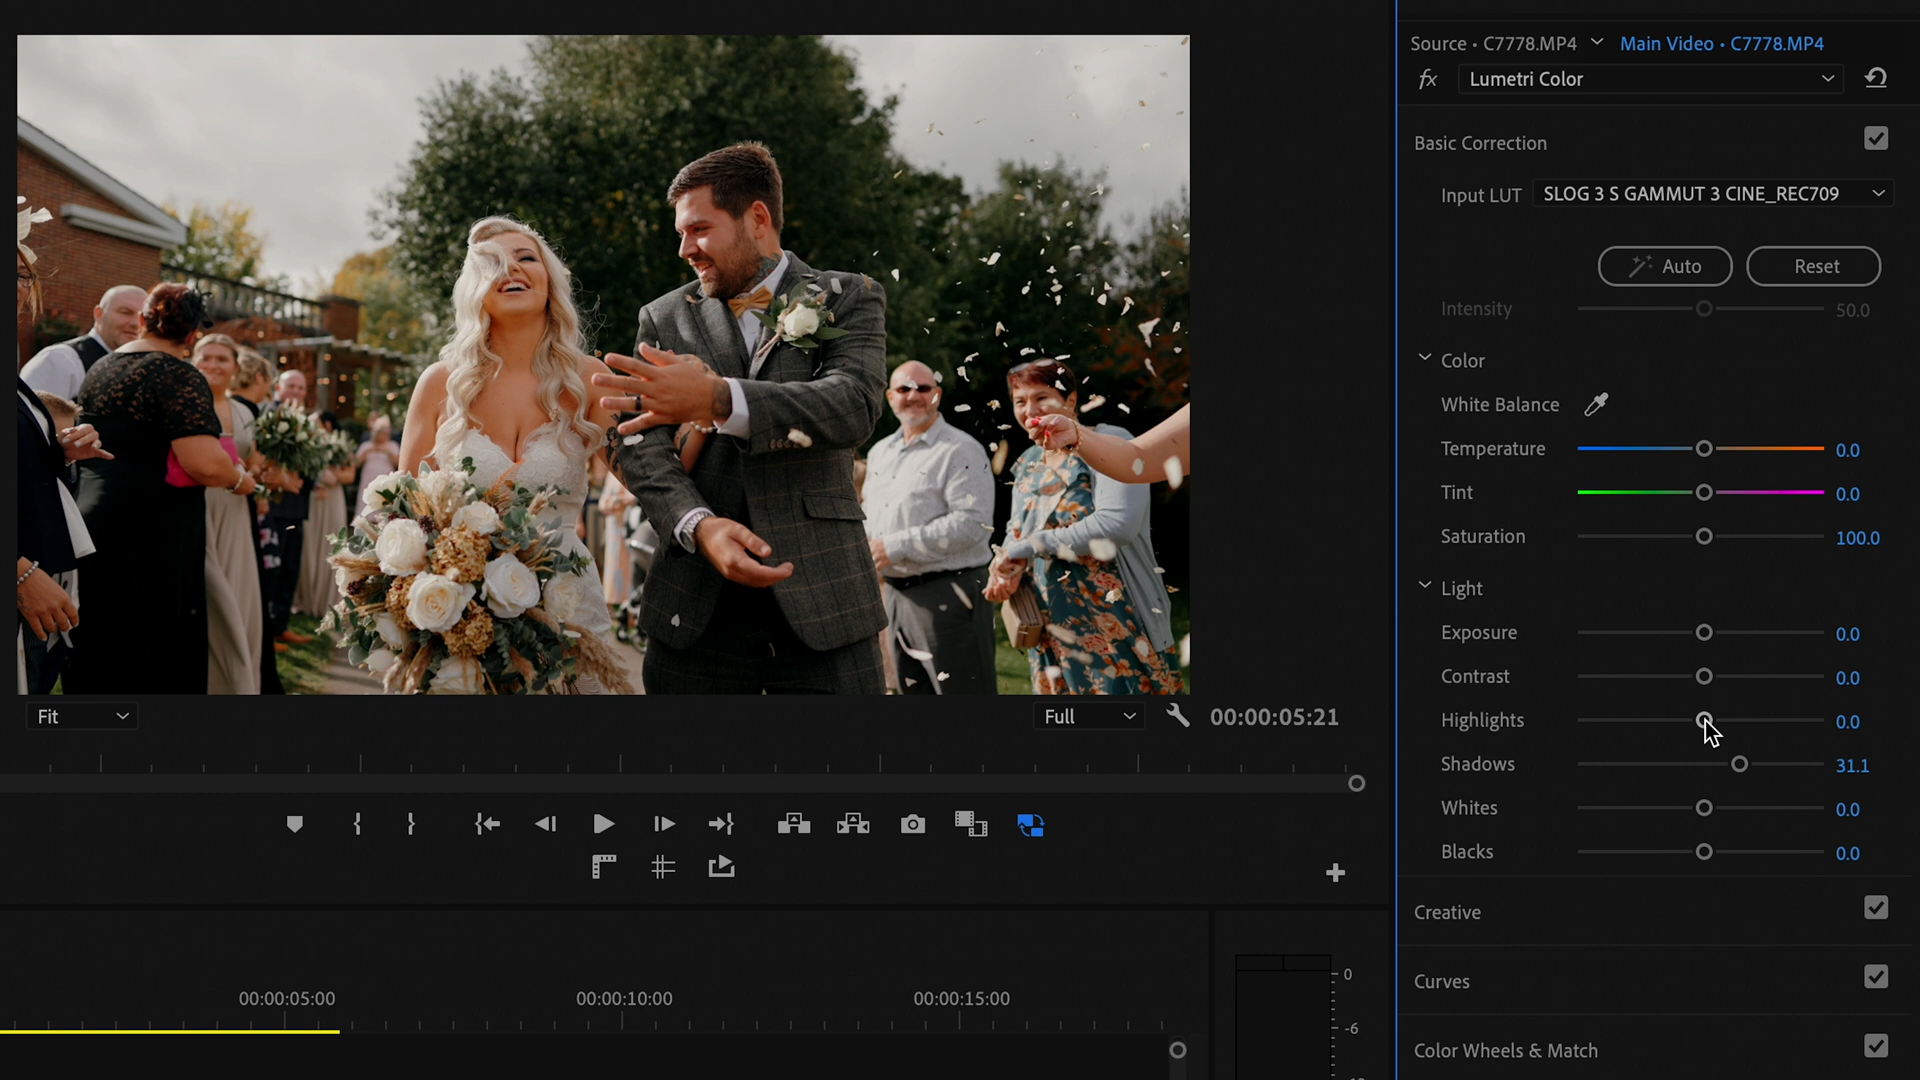 Source • C7778.MP4
Main Video • C7778.MP4
fx Lumetri Color
Basic Correction
Input LUT SLOG 3 S GAMMUT 3 CINE_REC709
Auto Reset
Intensity 50.0
Color
White Balance
Temperature 0.0
Tint 0.0
Saturation 100.0
Light
Exposure 0.0
Contrast 0.0
Highlights 0.0
Shadows 31.1
Whites 0.0
Blacks 0.0
Creative
Curves
Color Wheels & Match
Fit
Full 00:00:05:21
00:00:05:00 00:00:10:00 00:00:15:00
0
-6